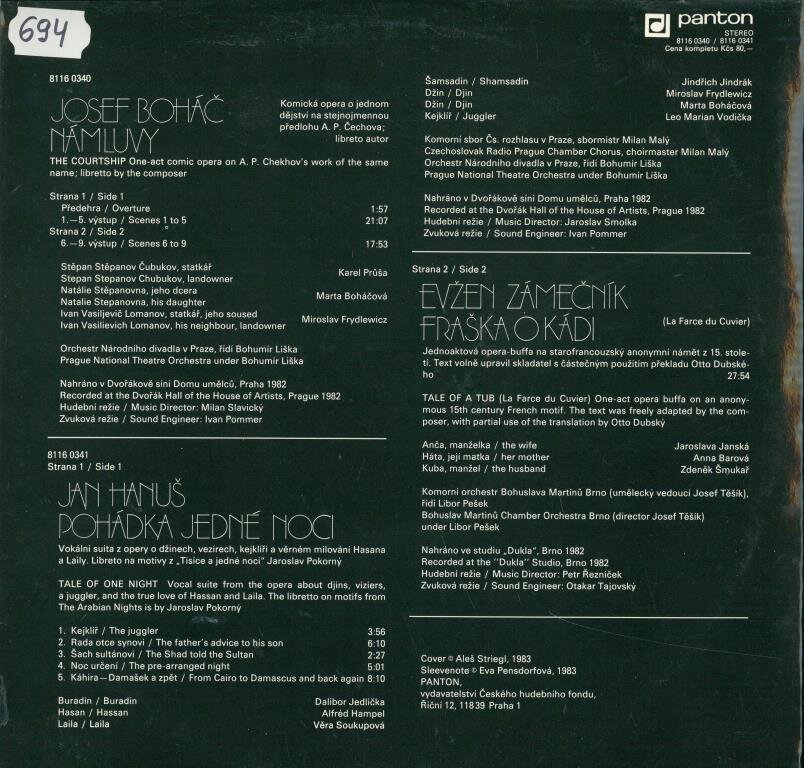 694
panton
STEREO
8116 0340 / 8116 0341
Cena kompletu Kčs 80,—
8116 0340
JOSEF BOHÁČ
NÁMLUVY
Komická opera o jednom
dějství na stejnojmennou
předlohu A. P. Čechova;
libreto autor
THE COURTSHIP One-act comic opera on A. P. Chekhov's work of the same
name; libretto by the composer
Strana 1 / Side 1
Předehra / Overture 1:57
1.—5. výstup / Scenes 1 to 5 21:07
Strana 2 / Side 2
6.—9. výstup / Scenes 6 to 9 17:53
Stěpan Stěpanov Čubukov, statkář
Stepan Stepanov Chubukov, landowner Karel Průša
Natálie Stěpanovna, jeho dcera
Natalie Stepanovna, his daughter Marta Boháčová
Ivan Vasiljevič Lomanov, statkář, jeho soused
Ivan Vasilievich Lomanov, his neighbour, landowner Miroslav Frydlewicz
Orchestr Národního divadla v Praze, řídí Bohumír Liška
Prague National Theatre Orchestra under Bohumír Liška
Nahráno v Dvořákově síni Domu umělců, Praha 1982
Recorded at the Dvořák Hall of the House of Artists, Prague 1982
Hudební režie / Music Director: Milan Slavický
Zvuková režie / Sound Engineer: Ivan Pommer
8116 0341
Strana 1 / Side 1
JAN HANUŠ
POHÁDKA JEDNÉ NOCI
Vokální suita z opery o džinech, vezírech, kejklíři a věrném milování Hasana
a Laily. Libreto na motivy z „Tisíce a jedné noci" Jaroslav Pokorný
TALE OF ONE NIGHT Vocal suite from the opera about djins, viziers,
a juggler, and the true love of Hassan and Laila. The libretto on motifs from
The Arabian Nights is by Jaroslav Pokorný
1. Kejklíř / The juggler 3:56
2. Rada otce synovi / The father's advice to his son 6:10
3. Šach sultánovi / The Shad told the Sultan 2:27
4. Noc určení / The pre-arranged night 5:01
5. Káhira—Damašek a zpět / From Cairo to Damascus and back again 8:10
Buradin / Buradin Dalibor Jedlička
Hasan / Hassan Alfréd Hampel
Laila / Laila Věra Soukupová
Šamsadin / Shamsadin Jindřich Jindrák
Džin / Djin Miroslav Frydlewicz
Džin / Djin Marta Boháčová
Kejklíř / Juggler Leo Marian Vodička
Komorní sbor Čs. rozhlasu v Praze, sbormistr Milan Malý
Czechoslovak Radio Prague Chamber Chorus, choirmaster Milan Malý
Orchestr Národního divadla v Praze, řídí Bohumír Liška
Prague National Theatre Orchestra under Bohumír Liška
Nahráno v Dvořákově síni Domu umělců, Praha 1982
Recorded at the Dvořák Hall of the House of Artists, Prague 1982
Hudební režie / Music Director: Jaroslav Smolka
Zvuková režie / Sound Engineer: Ivan Pommer
Strana 2 / Side 2
EVŽEN ZÁMEČNÍK
FRAŠKA O KÁDI (La Farce du Cuvier)
Jednoaktová opera-buffa na starofrancouzský anonymní námět z 15. stole-
tí. Text volně upravil skladatel s částečným použitím překladu Otto Dubské-
ho 27:54
TALE OF A TUB (La Farce du Cuvier) One-act opera buffa on an anony-
mous 15th century French motif. The text was freely adapted by the com-
poser, with partial use of the translation by Otto Dubský
Anča, manželka / the wife Jaroslava Janská
Háta, její matka / her mother Anna Barová
Kuba, manžel / the husband Zdeněk Šmukař
Komorní orchestr Bohuslava Martinů Brno (umělecký vedoucí Josef Těšík),
řídí Libor Pešek
Bohuslav Martinů Chamber Orchestra Brno (director Josef Těšík)
under Libor Pešek
Nahráno ve studiu „Dukla", Brno 1982
Recorded at the "Dukla" Studio, Brno 1982
Hudební režie / Music Director: Petr Řezníček
Zvuková režie / Sound Engineer: Otakar Tajovský
Cover © Aleš Striegl, 1983
Sleevenote © Eva Pensdorfová, 1983
PANTON,
vydavatelství Českého hudebního fondu,
Říční 12, 118 39 Praha 1